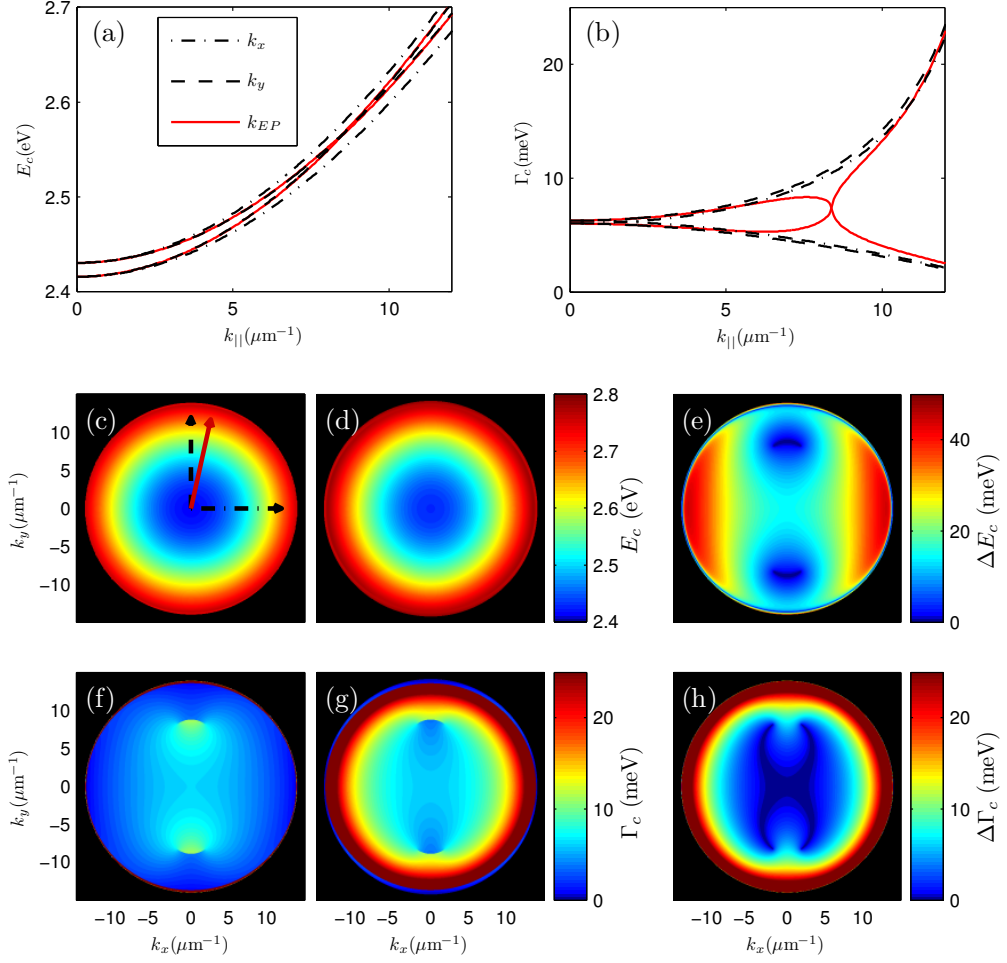 (a)
k_x
k_y
k_EP
E_c(eV)
2.7
2.6
2.5
2.4
0
5
10
k_||(μm⁻¹)
(b)
Γ_c(meV)
20
10
0
0
5
10
k_||(μm⁻¹)
(c)
k_y(μm⁻¹)
10
5
0
−5
−10
(d)
2.8
2.7
2.6
2.5
2.4
E_c (eV)
(e)
40
20
0
ΔE_c (eV)
(f)
k_y(μm⁻¹)
10
5
0
−5
−10
−10 −5 0 5 10
k_x(μm⁻¹)
(g)
−10 −5 0 5 10
k_x(μm⁻¹)
20
10
0
Γ_c (meV)
(h)
−10 −5 0 5 10
k_x(μm⁻¹)
20
10
0
ΔΓ_c (meV)